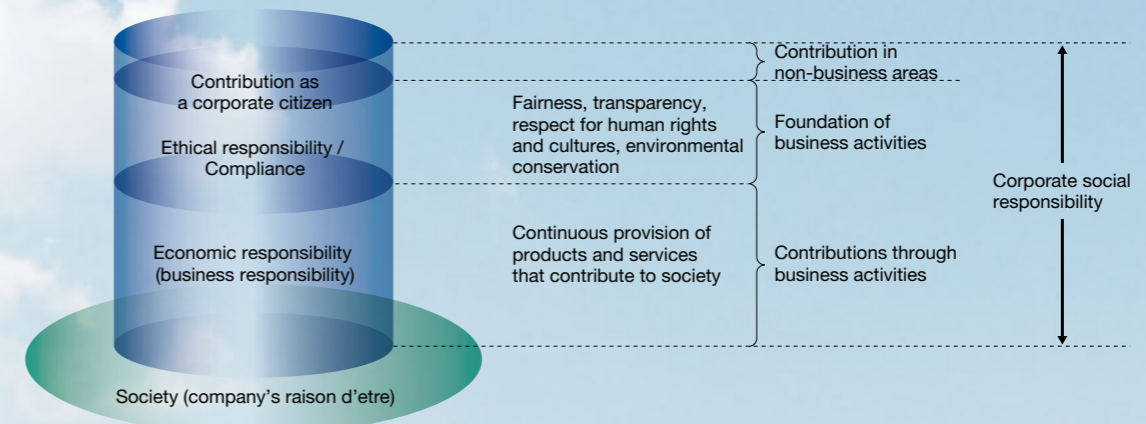 Contribution as
a corporate citizen
Ethical responsibility /
Compliance
Economic responsibility
(business responsibility)
Society (company's raison d'etre)
Fairness, transparency,
respect for human rights
and cultures, environmental
conservation
Continuous provision of
products and services
that contribute to society
Contribution in
non-business areas
Foundation of
business activities
Contributions through
business activities
Corporate social
responsibility